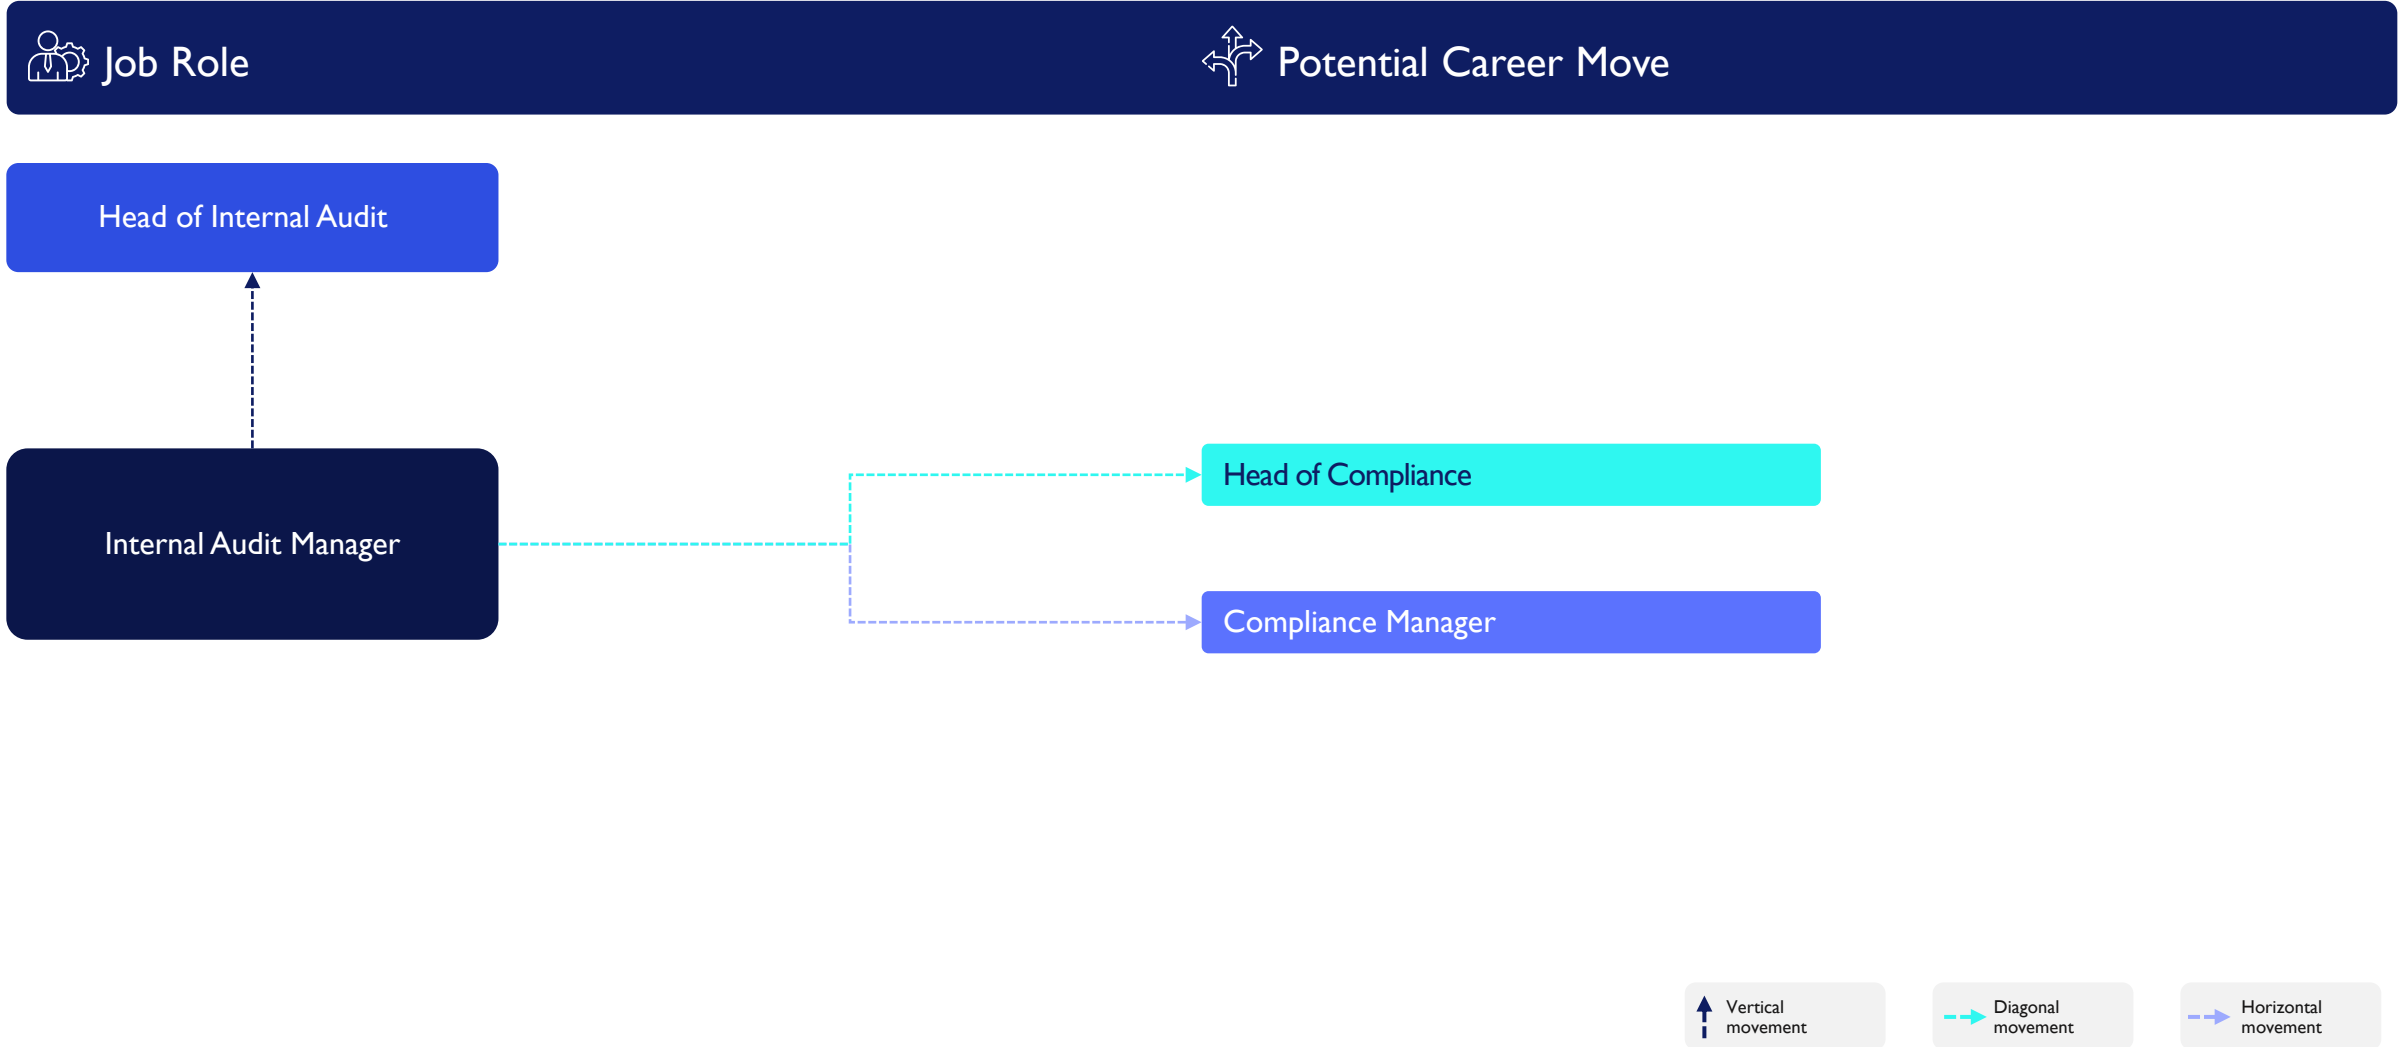 Job Role
Potential Career Move
Head of Internal Audit
Head of Compliance
Internal Audit Manager
Compliance Manager
Vertical
movement
Diagonal
movement
Horizontal
movement